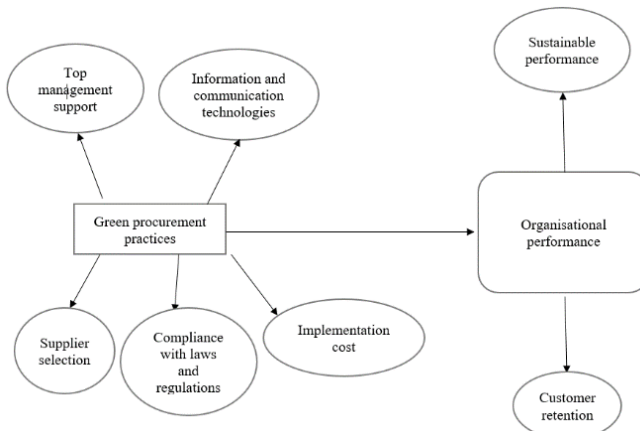 Top
management
support
Information and
communication
technologies
Sustainable
performance
Green procurement
practices
Organisational
performance
Supplier
selection
Compliance
with laws
and
regulations
Implementation
cost
Customer
retention